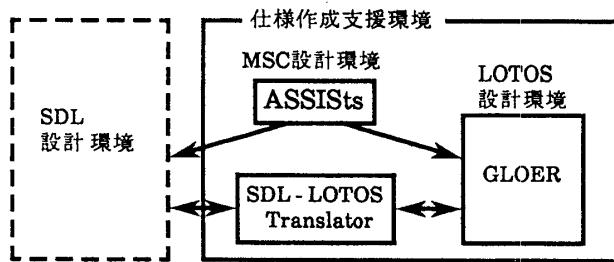 仕様作成支援環境
MSC設計環境
ASSISts
LOTOS
設計環境
SDL
設計環境
GLOER
SDL-LOTOS
Translator